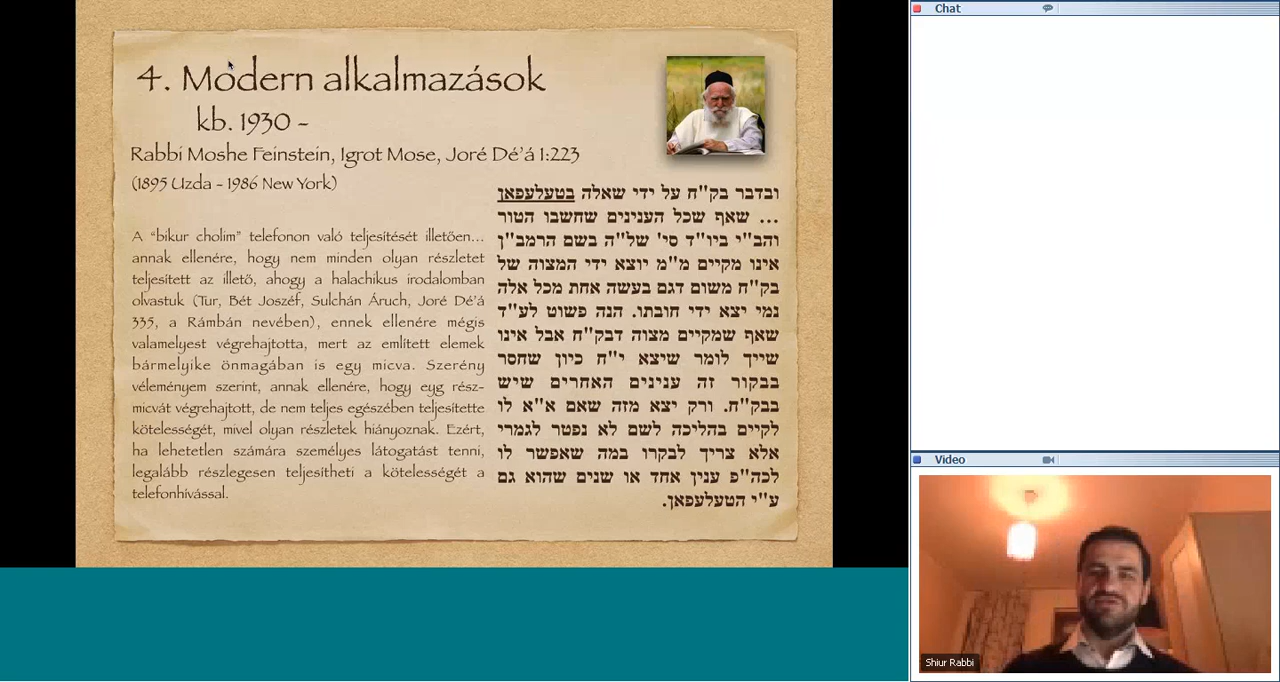 4. Modern alkalmazások
kb. 1930 -
Rabbi Moshe Feinstein, Igrot Mose, Joré Dé’á 1:223
(1895 Uzda - 1986 New York)
A “bikur cholim” telefonon való teljesítését illetően...
annak ellenére, hogy nem minden olyan részletet
teljesített az illető, ahogy a halachikus irodalomban
olvastuk (Tur, Bét Joszéf, Sulchán Áruch, Joré Dé’á
335, a Rámbán nevében), ennek ellenére mégis
valamelyest végrehajtotta, mert az említett elemek
bármelyike önmagában is egy micva. Szerény
véleményem szerint, annak ellenére, hogy eyg rész-
micvát végrehajtott, de nem teljes egészében teljesítette
kötelességét, mivel olyan részletek hiányoznak. Ezért,
ha lehetetlen számára személyes látogatást tenni,
legalább részlegesen teljesítheti a kötelességét a
telefonhívással.
ובדבר בק"ח על ידי שאלה בטעלעפאן
... שאף שכל הענינים שחשבו הטור
והב"י ביו"ד סי' של"ה בשם הרמב"ן
אינו מקיים מ"מ יוצא ידי המצוה של
בק"ח משום דגם בעשה אחת מכל אלה
נמי יצא ידי חובתו. הנה פשוט לע"ד
שאף שמקיים מצוה דבק"ח אבל אינו
שייך לומר שיצא י"ח כיון שחסר
בבקור זה ענינים האחרים שיש
בבק"ח. ורק יצא מזה שאם א"א לו
לקיים בהליכה לשם לא נפטר לגמרי
אלא צריך לבקרו במה שאפשר לו
לכה"פ ענין אחד או שנים שהוא גם
ע"י הטעלעפאן.
Chat
Video
Shiur Rabbi